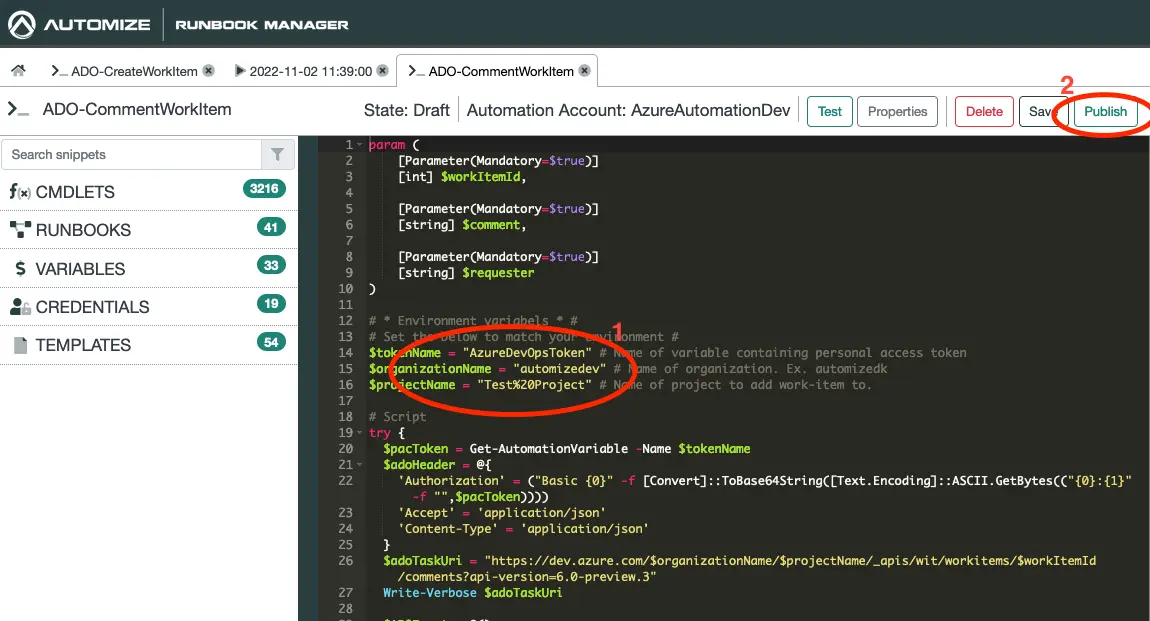 AUTOMIZE RUNBOOK MANAGER
ADO-CreateWorkItem 2022-11-02 11:39:00 ADO-CommentWorkItem
2
ADO-CommentWorkItem State: Draft Automation Account: AzureAutomationDev Test Properties Delete Save Publish
Search snippets
CMDLETS 3216
RUNBOOKS 41
VARIABLES 33
CREDENTIALS 19
TEMPLATES 54
1 param (
2 [Parameter(Mandatory=$true)]
3 [int] $workItemId,
4
5 [Parameter(Mandatory=$true)]
6 [string] $comment,
7
8 [Parameter(Mandatory=$true)]
9 [string] $requester
10 )
11
12 # * Environment variabels * #
1
13 # Set the below to match your environment #
14 $tokenName = "AzureDevOpsToken" # Name of variable containing personal access token
15 $organizationName = "automizedev" # Name of organization. Ex. automizedk
16 $projectName = "Test%20Project" # Name of project to add work-item to.
17
18 # Script
19 try {
20 $pacToken = Get-AutomationVariable -Name $tokenName
21 $adoHeader = @{
22 'Authorization' = ("Basic {0}" -f [Convert]::ToBase64String([Text.Encoding]::ASCII.GetBytes(("{0}:{1}"
-f "",$pacToken))))
23 'Accept' = 'application/json'
24 'Content-Type' = 'application/json'
25 }
26 $adoTaskUri = "https://dev.azure.com/$organizationName/$projectName/_apis/wit/workitems/$workItemId
/comments?api-version=6.0-preview.3"
27 Write-Verbose $adoTaskUri
28